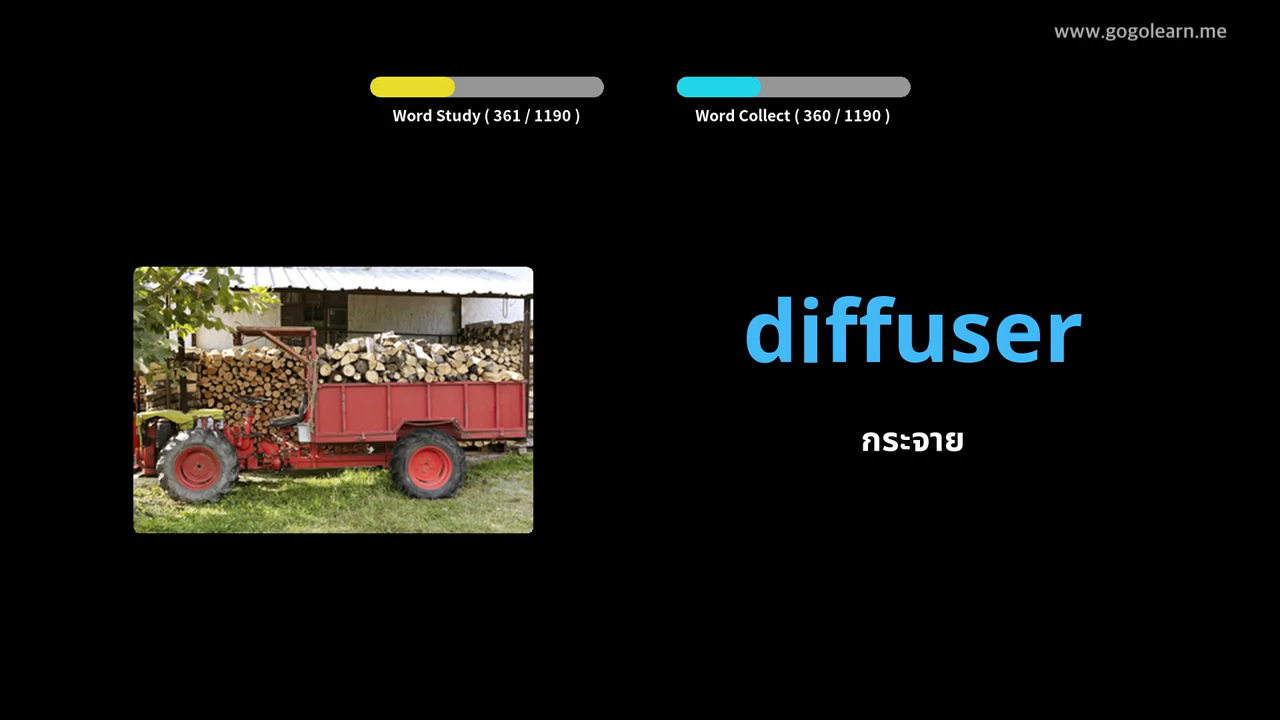 www.gogolearn.me
Word Study ( 361 / 1190 )
Word Collect ( 360 / 1190 )
diffuser
กระจาย